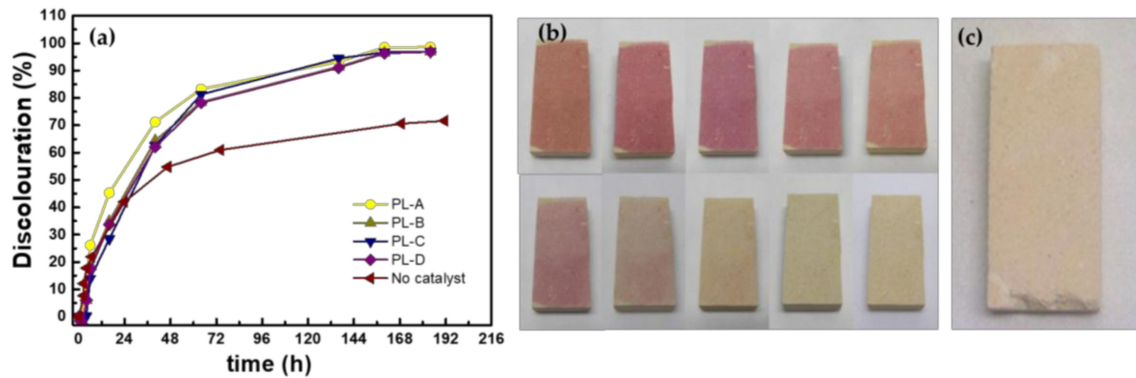 (a)
Discolouration (%)
110
100
90
80
70
60
50
40
30
20
10
0
PL-A
PL-B
PL-C
PL-D
No catalyst
0 24 48 72 96 120 144 168 192 216
time (h)
(b)
(c)